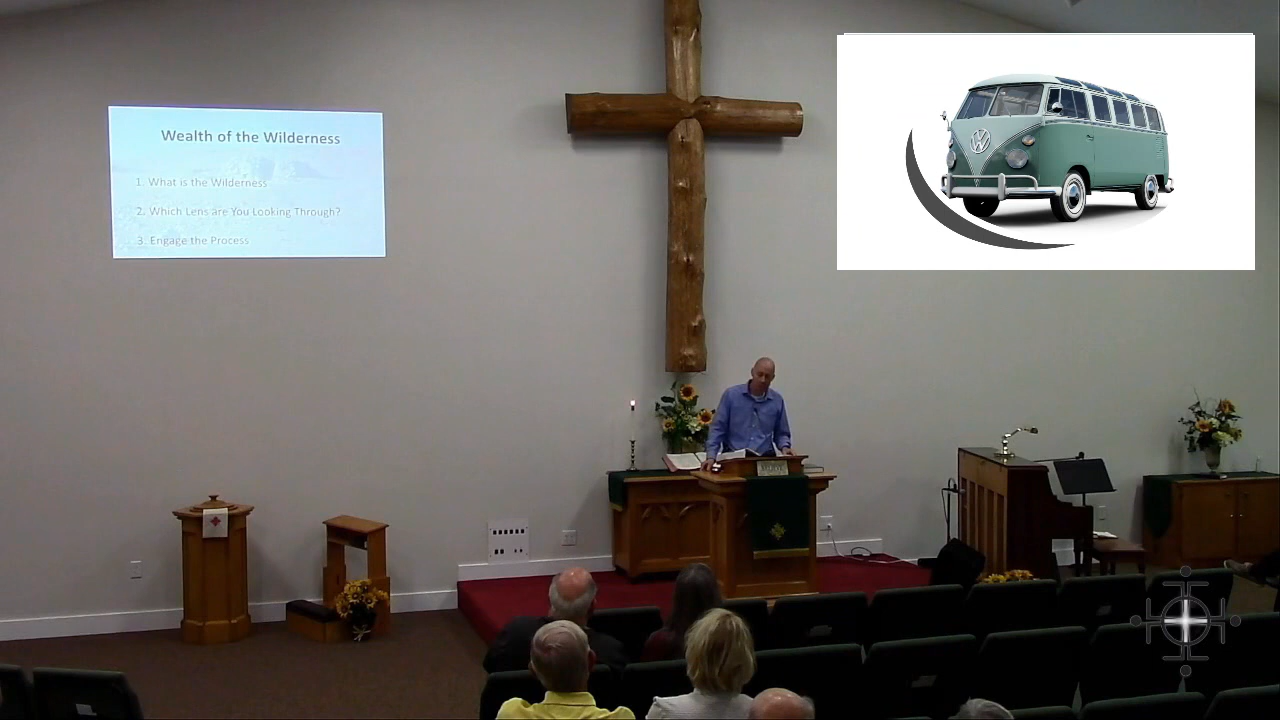 Wealth of the Wilderness
1. What is the Wilderness
2. Which Lens are You Looking Through?
3. Engage the Process
VW